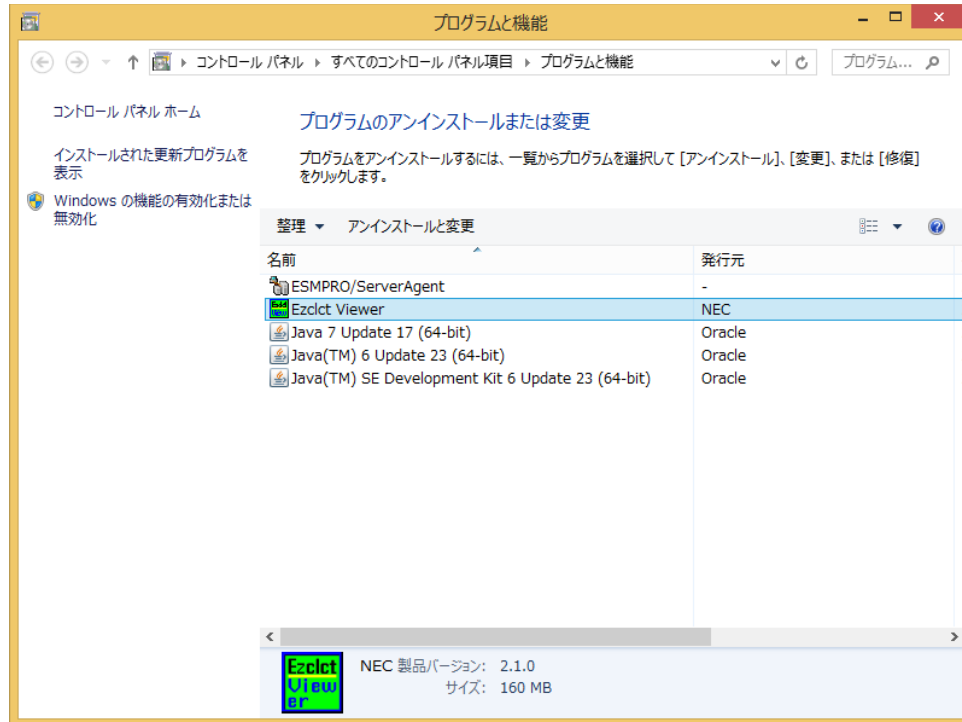 プログラムと機能
コントロール パネル ▸ すべてのコントロール パネル項目 ▸ プログラムと機能
プログラム...
コントロール パネル ホーム
インストールされた更新プログラムを
表示
Windows の機能の有効化または
無効化
プログラムのアンインストールまたは変更
プログラムをアンインストールするには、一覧からプログラムを選択して [アンインストール]、[変更]、または [修復]
をクリックします。
整理 ▼ アンインストールと変更
名前 発行元
ESMPRO/ServerAgent -
Ezclct Viewer NEC
Java 7 Update 17 (64-bit) Oracle
Java(TM) 6 Update 23 (64-bit) Oracle
Java(TM) SE Development Kit 6 Update 23 (64-bit) Oracle
Ezclct
View
er
NEC 製品バージョン: 2.1.0
サイズ: 160 MB